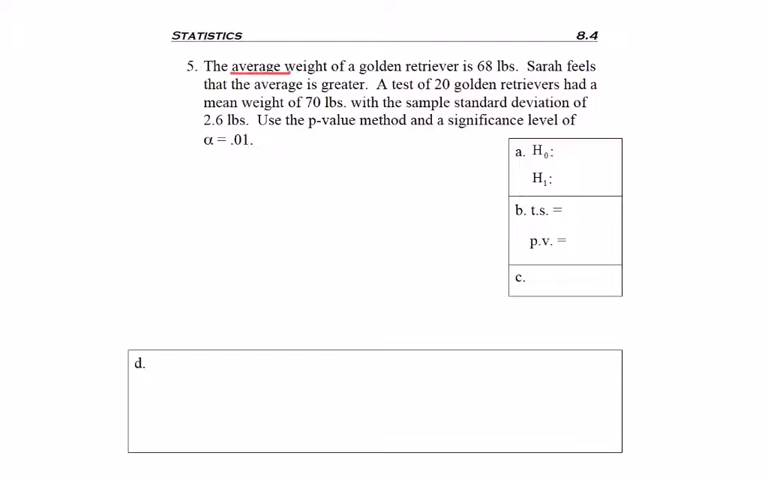 STATISTICS 8.4
5. The average weight of a golden retriever is 68 lbs. Sarah feels
that the average is greater. A test of 20 golden retrievers had a
mean weight of 70 lbs. with the sample standard deviation of
2.6 lbs. Use the p-value method and a significance level of
α = .01.
a. H₀:
H₁:
b. t.s. =
p.v. =
c.
d.